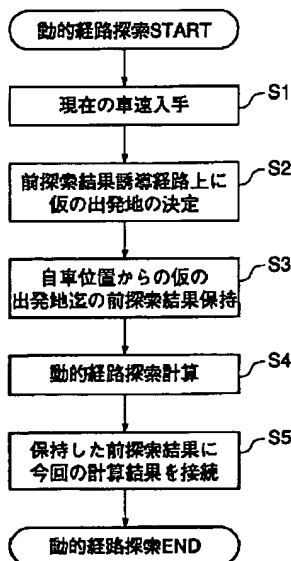 動的経路探索START
現在の車速入手
S1
前探索結果誘導経路上に
仮の出発地の決定
S2
自車位置からの仮の
出発地迄の前探索結果保持
S3
動的経路探索計算
S4
保持した前探索結果に
今回の計算結果を接続
S5
動的経路探索END